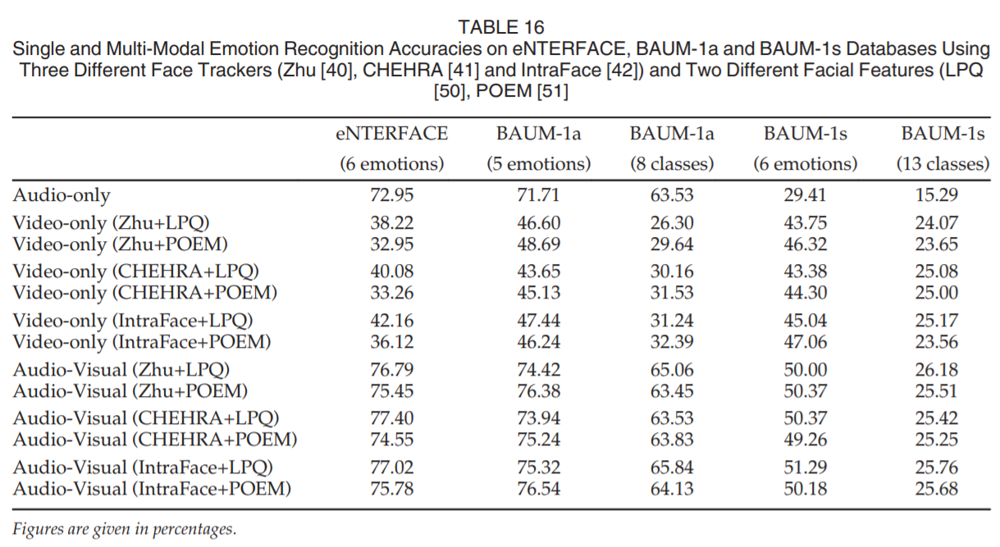 TABLE 16
Single and Multi-Modal Emotion Recognition Accuracies on eNTERFACE, BAUM-1a and BAUM-1s Databases Using
Three Different Face Trackers (Zhu [40], CHEHRA [41] and IntraFace [42]) and Two Different Facial Features (LPQ
[50], POEM [51]
eNTERFACE BAUM-1a BAUM-1a BAUM-1s BAUM-1s
(6 emotions) (5 emotions) (8 classes) (6 emotions) (13 classes)
Audio-only 72.95 71.71 63.53 29.41 15.29
Video-only (Zhu+LPQ) 38.22 46.60 26.30 43.75 24.07
Video-only (Zhu+POEM) 32.95 48.69 29.64 46.32 23.65
Video-only (CHEHRA+LPQ) 40.08 43.65 30.16 43.38 25.08
Video-only (CHEHRA+POEM) 33.26 45.13 31.53 44.30 25.00
Video-only (IntraFace+LPQ) 42.16 47.44 31.24 45.04 25.17
Video-only (IntraFace+POEM) 36.12 46.24 32.39 47.06 23.56
Audio-Visual (Zhu+LPQ) 76.79 74.42 65.06 50.00 26.18
Audio-Visual (Zhu+POEM) 75.45 76.38 63.45 50.37 25.51
Audio-Visual (CHEHRA+LPQ) 77.40 73.94 63.53 50.37 25.42
Audio-Visual (CHEHRA+POEM) 74.55 75.24 63.83 49.26 25.25
Audio-Visual (IntraFace+LPQ) 77.02 75.32 65.84 51.29 25.76
Audio-Visual (IntraFace+POEM) 75.78 76.54 64.13 50.18 25.68
Figures are given in percentages.